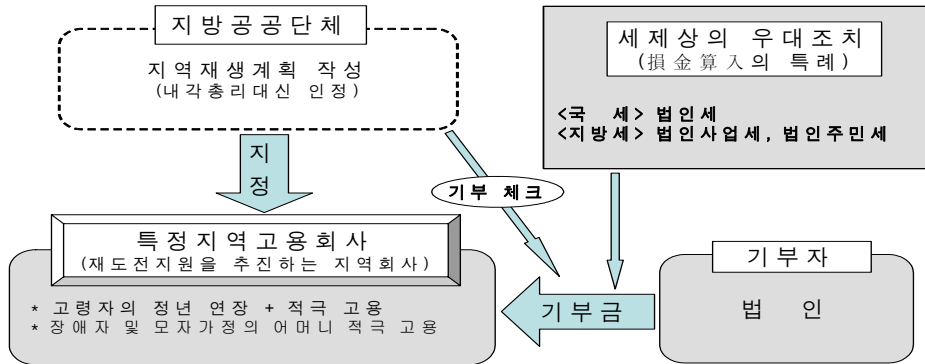 지방공공단체
지역재생계획 작성
(내각총리대신 인정)
세제상의 우대조치
(損金算入의 특례)
<국 세> 법인세
<지방세> 법인사업세, 법인주민세
지
정
기부 체크
특정지역고용회사
(재도전지원을 추진하는 지역회사)
* 고령자의 정년 연장 + 적극 고용
* 장애자 및 모자가정의 어머니 적극 고용
기부금
기부자
법 인